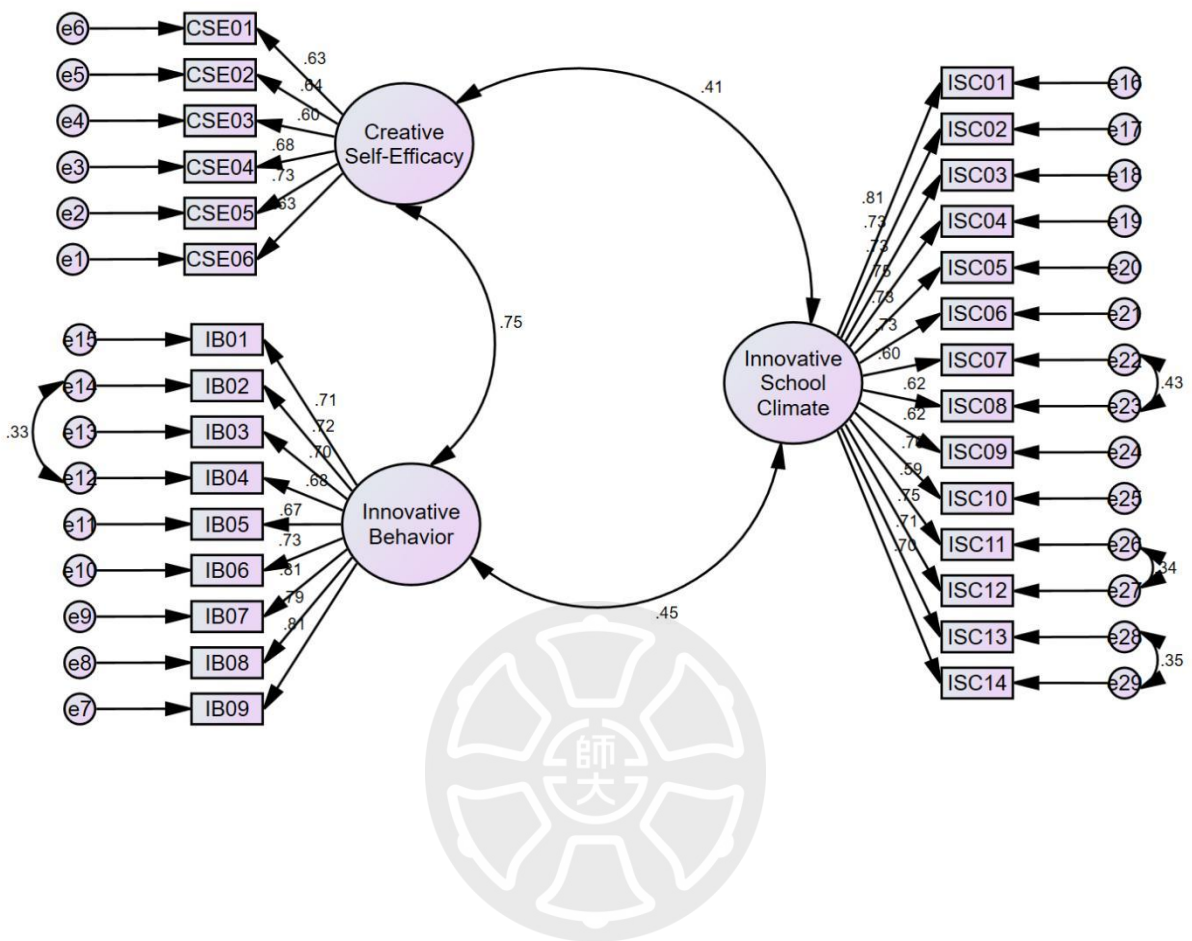 e6
CSE01
e5
CSE02
e4
CSE03
e3
CSE04
e2
CSE05
e1
CSE06
.63
.64
.60
.68
.73
.63
Creative
Self-Efficacy
.41
.75
e15
IB01
e14
IB02
e13
IB03
e12
IB04
e11
IB05
e10
IB06
e9
IB07
e8
IB08
e7
IB09
.33
.71
.72
.70
.68
.67
.73
.81
.79
.81
Innovative
Behavior
.45
Innovative
School
Climate
.81
.73
.73
.75
.73
.60
.62
.62
.59
.75
.71
.70
ISC01
e16
ISC02
e17
ISC03
e18
ISC04
e19
ISC05
e20
ISC06
e21
ISC07
e22
ISC08
e23
ISC09
e24
ISC10
e25
ISC11
e26
ISC12
e27
ISC13
e28
ISC14
e29
.43
.34
.35
師
大